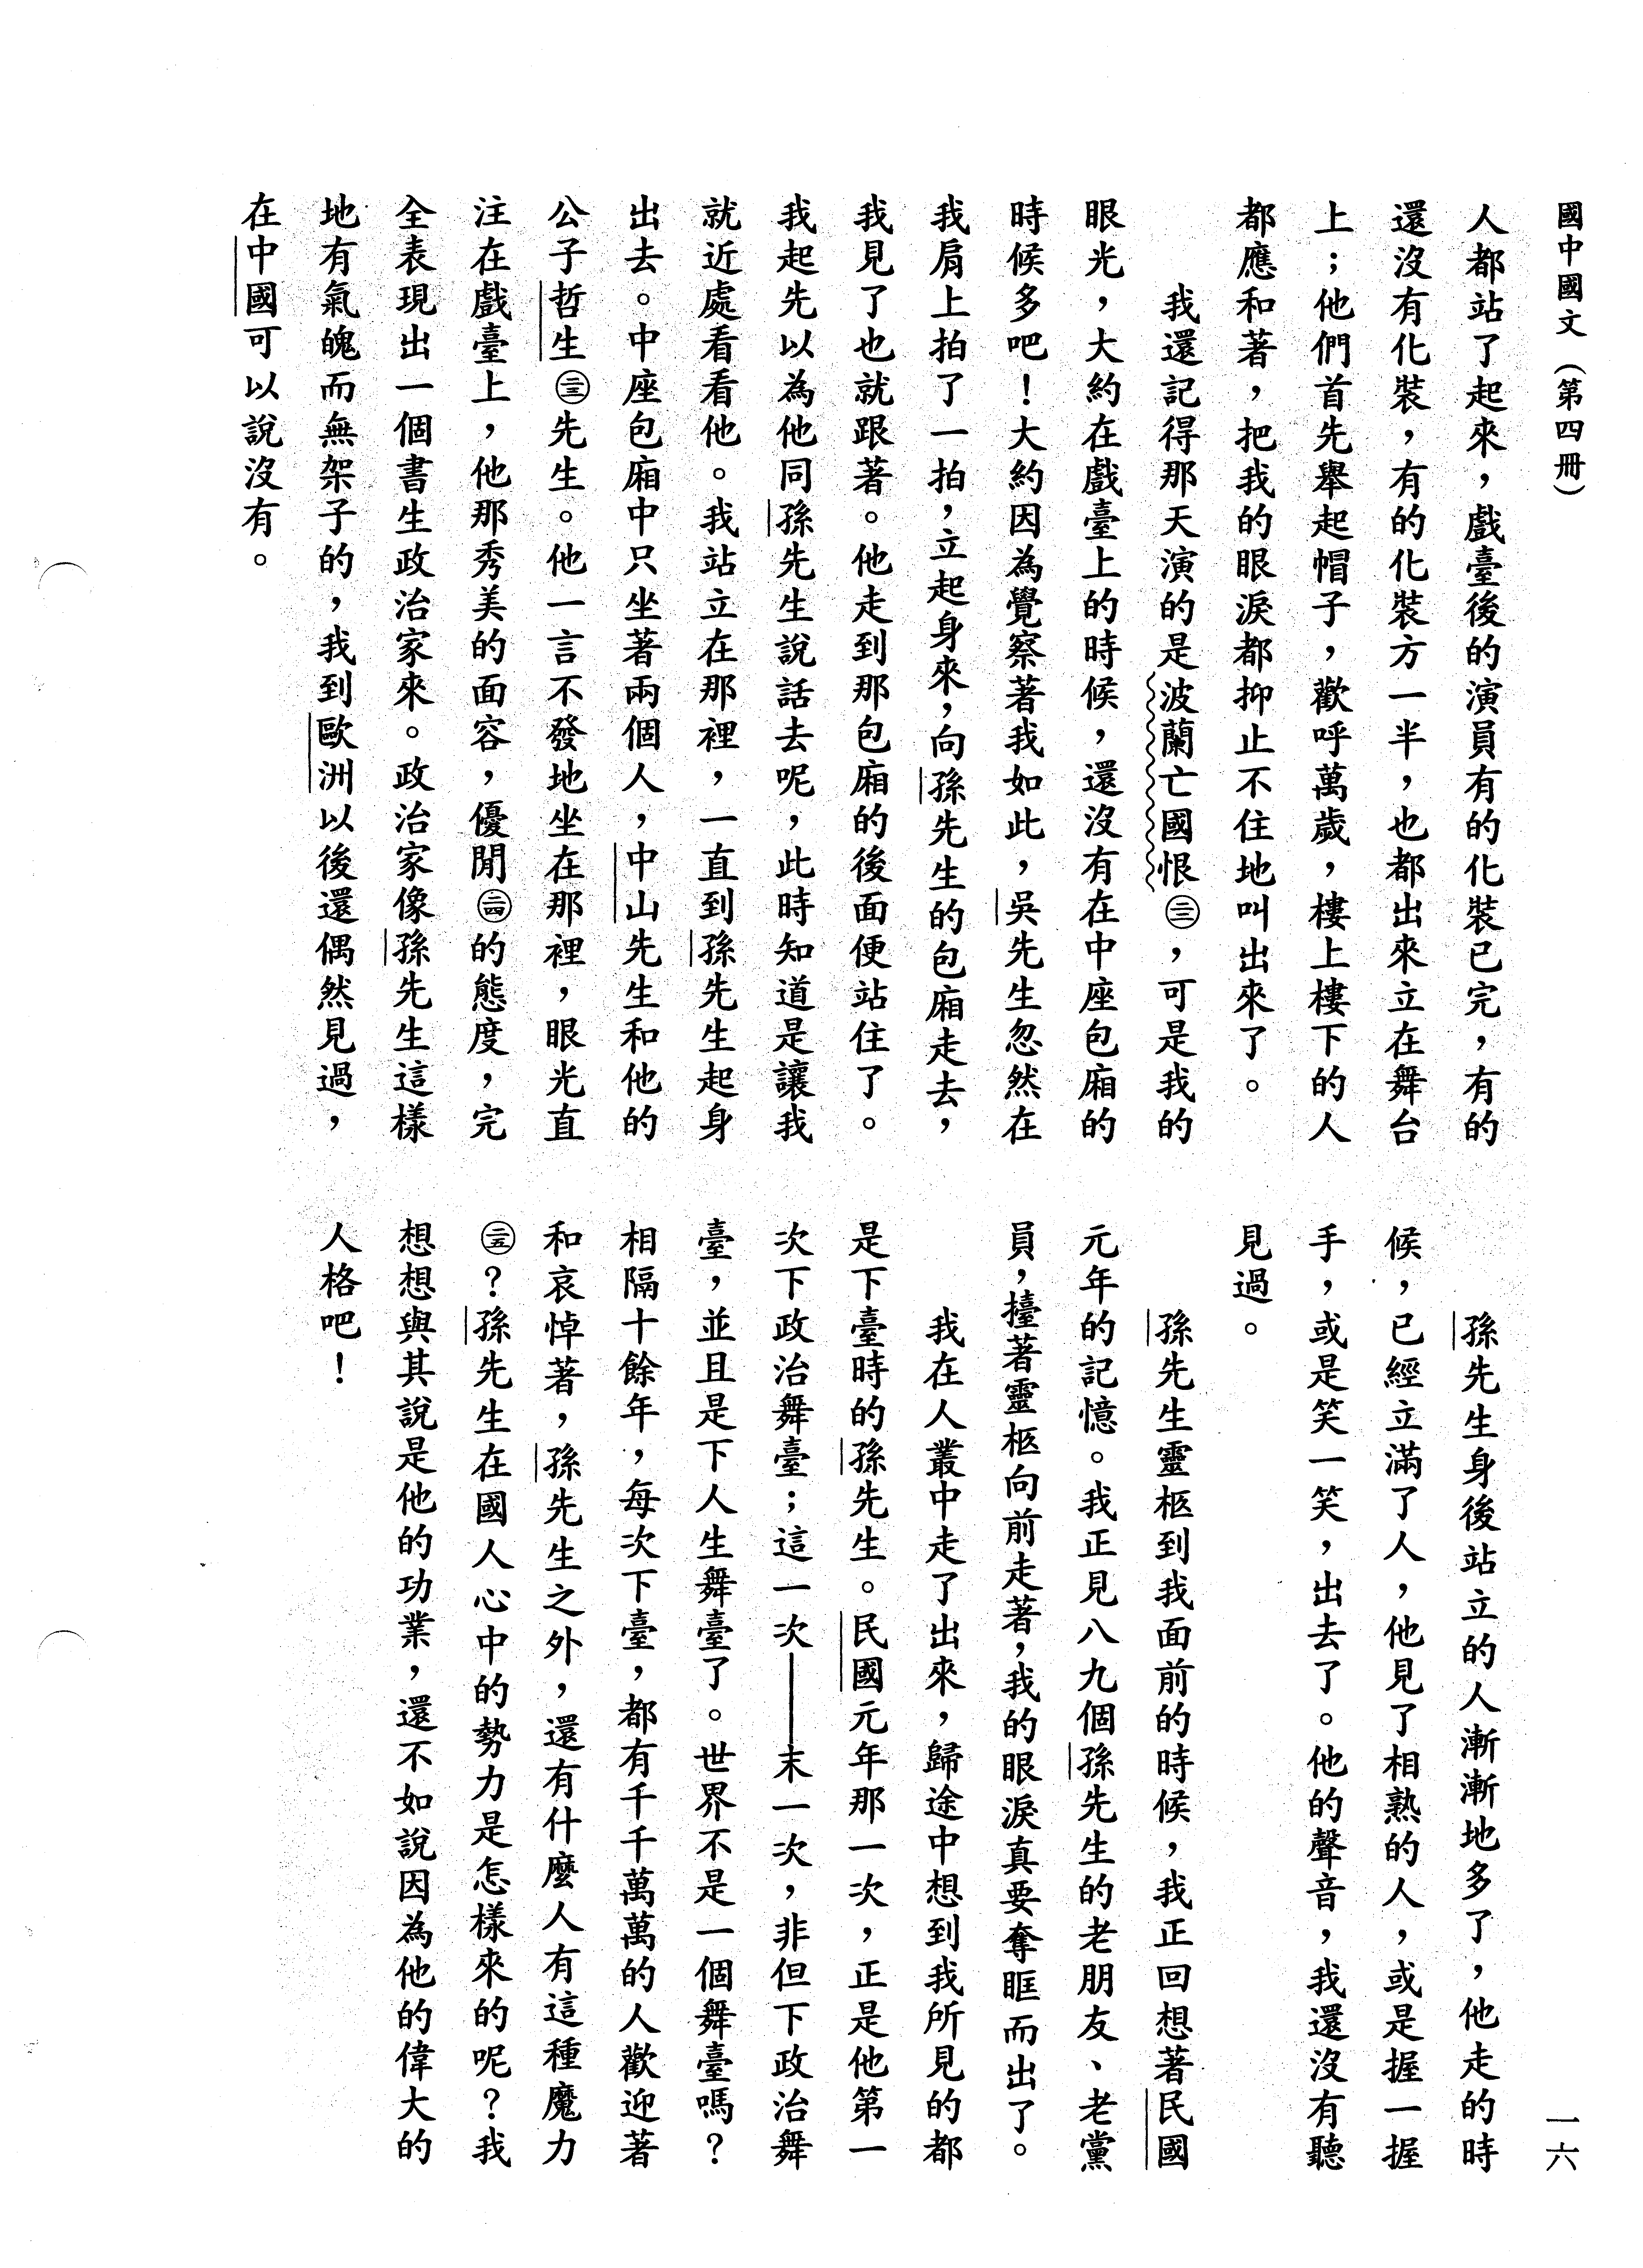 國中國文（第四冊）
人都站了起來，戲臺後的演員有的化裝已完，有的
還沒有化裝，有的化裝方一半，也都出來立在舞台
上；他們首先舉起帽子，歡呼萬歲，樓上樓下的人
都應和著，把我的眼淚都抑止不住地叫出來了。
我還記得那天演的是波蘭亡國恨㊁㊂，可是我的
眼光，大約在戲臺上的時候，還沒有在中座包廂的
時候多吧！大約因為覺察著我如此，吳先生忽然在
我肩上拍了一拍，立起身來，向孫先生的包廂走去，
我見了也就跟著。他走到那包廂的後面便站住了。
我起先以為他同孫先生說話去呢，此時知道是讓我
就近處看看他。我站立在那裡，一直到孫先生起身
出去。中座包廂中只坐著兩個人，中山先生和他的
公子哲生㉓先生。他一言不發地坐在那裡，眼光直
注在戲臺上，他那秀美的面容，優閒㉔的態度，完
全表現出一個書生政治家來。政治家像孫先生這樣
地有氣魄而無架子的，我到歐洲以後還偶然見過，
在中國可以說沒有。
孫先生身後站立的人漸漸地多了，他走的時
候，已經立滿了人，他見了相熟的人，或是握一握
手，或是笑一笑，出去了。他的聲音，我還沒有聽
見過。
孫先生靈柩到我面前的時候，我正回想著民國
元年的記憶。我正見八九個孫先生的老朋友、老黨
員，擡著靈柩向前走著，我的眼淚真要奪眶而出了。
我在人叢中走了出來，歸途中想到我所見的都
是下臺時的孫先生。民國元年那一次，正是他第一
次下政治舞臺；這一次——末一次，非但下政治舞
臺，並且是下人生舞臺了。世界不是一個舞臺嗎？
相隔十餘年，每次下臺，都有千千萬萬的人歡迎著
和哀悼著，孫先生之外，還有什麼人有這種魔力
㉕？孫先生在國人心中的勢力是怎樣來的呢？我
想想與其說是他的功業，還不如說因為他的偉大的
人格吧！
一六